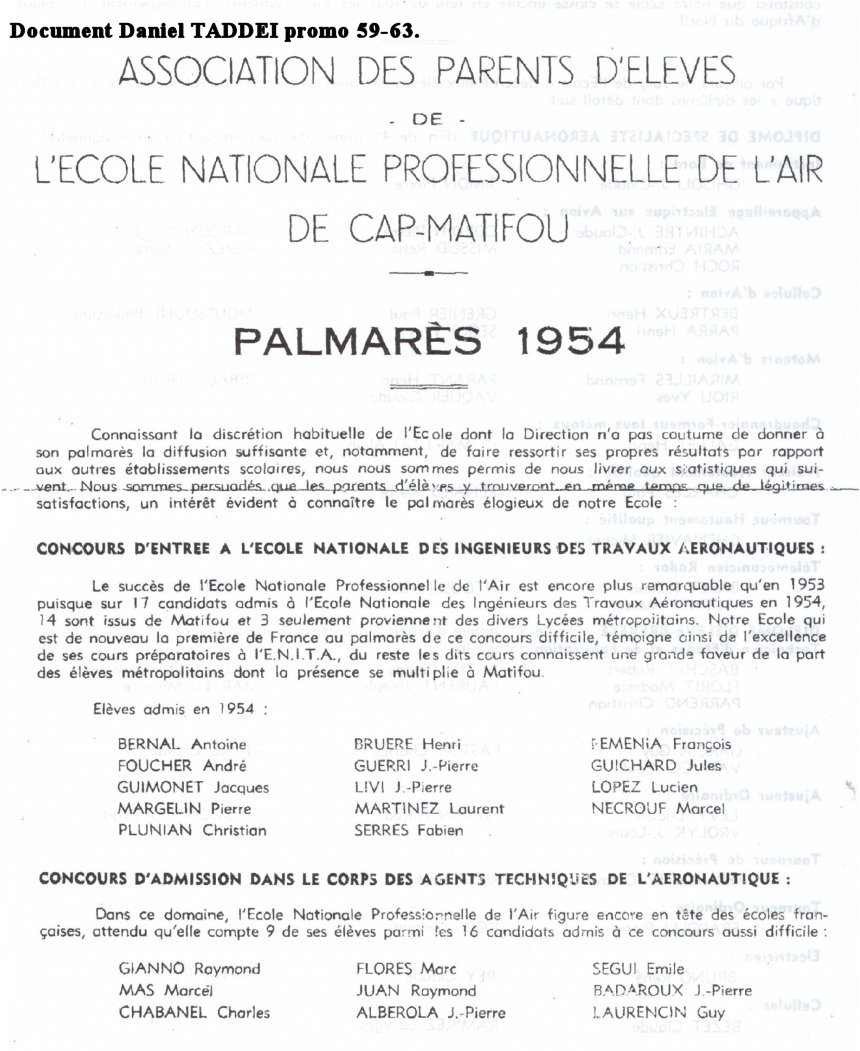 Document Daniel TADDEI promo 59-63.
ASSOCIATION DES PARENTS D'ELEVES
- DE -
L'ECOLE NATIONALE PROFESSIONNELLE DE L'AIR
DE CAP-MATIFOU
PALMARÈS 1954
Connaissant la discrétion habituelle de l'Ecole dont la Direction n'a pas coutume de donner à
son palmarès la diffusion suffisante et, notamment, de faire ressortir ses propres résultats par rapport
aux autres établissements scolaires, nous nous sommes permis de nous livrer aux statistiques qui sui-
vent. Nous sommes persuadés que les parents d'élèves y trouveront en même temps que de légitimes
satisfactions, un intérêt évident à connaître le palmarès élogieux de notre Ecole :
CONCOURS D'ENTREE A L'ECOLE NATIONALE DES INGENIEURS DES TRAVAUX AERONAUTIQUES :
Le succès de l'Ecole Nationale Professionnelle de l'Air est encore plus remarquable qu'en 1953
puisque sur 17 candidats admis à l'Ecole Nationale des Ingénieurs des Travaux Aéronautiques en 1954,
14 sont issus de Matifou et 3 seulement proviennent des divers Lycées métropolitains. Notre Ecole qui
est de nouveau la première de France au palmarès de ce concours difficile, témoigne ainsi de l'excellence
de ses cours préparatoires à l'E.N.I.T.A., du reste les dits cours connaissent une grande faveur de la part
des élèves métropolitains dont la présence se multiplie à Matifou.
Elèves admis en 1954 :
BERNAL Antoine BRUERE Henri FEMENIA François
FOUCHER André GUERRI J.-Pierre GUICHARD Jules
GUIMONET Jacques LIVI J.-Pierre LOPEZ Lucien
MARGELIN Pierre MARTINEZ Laurent NECROUF Marcel
PLUNIAN Christian SERRES Fabien
CONCOURS D'ADMISSION DANS LE CORPS DES AGENTS TECHNIQUES DE L'AERONAUTIQUE :
Dans ce domaine, l'Ecole Nationale Professionnelle de l'Air figure encore en tête des écoles fran-
çaises, attendu qu'elle compte 9 de ses élèves parmi les 16 candidats admis à ce concours aussi difficile :
GIANNO Raymond FLORES Marc SEGUI Emile
MAS Marcel JUAN Raymond BADAROUX J.-Pierre
CHABANEL Charles ALBEROLA J.-Pierre LAURENCIN Guy